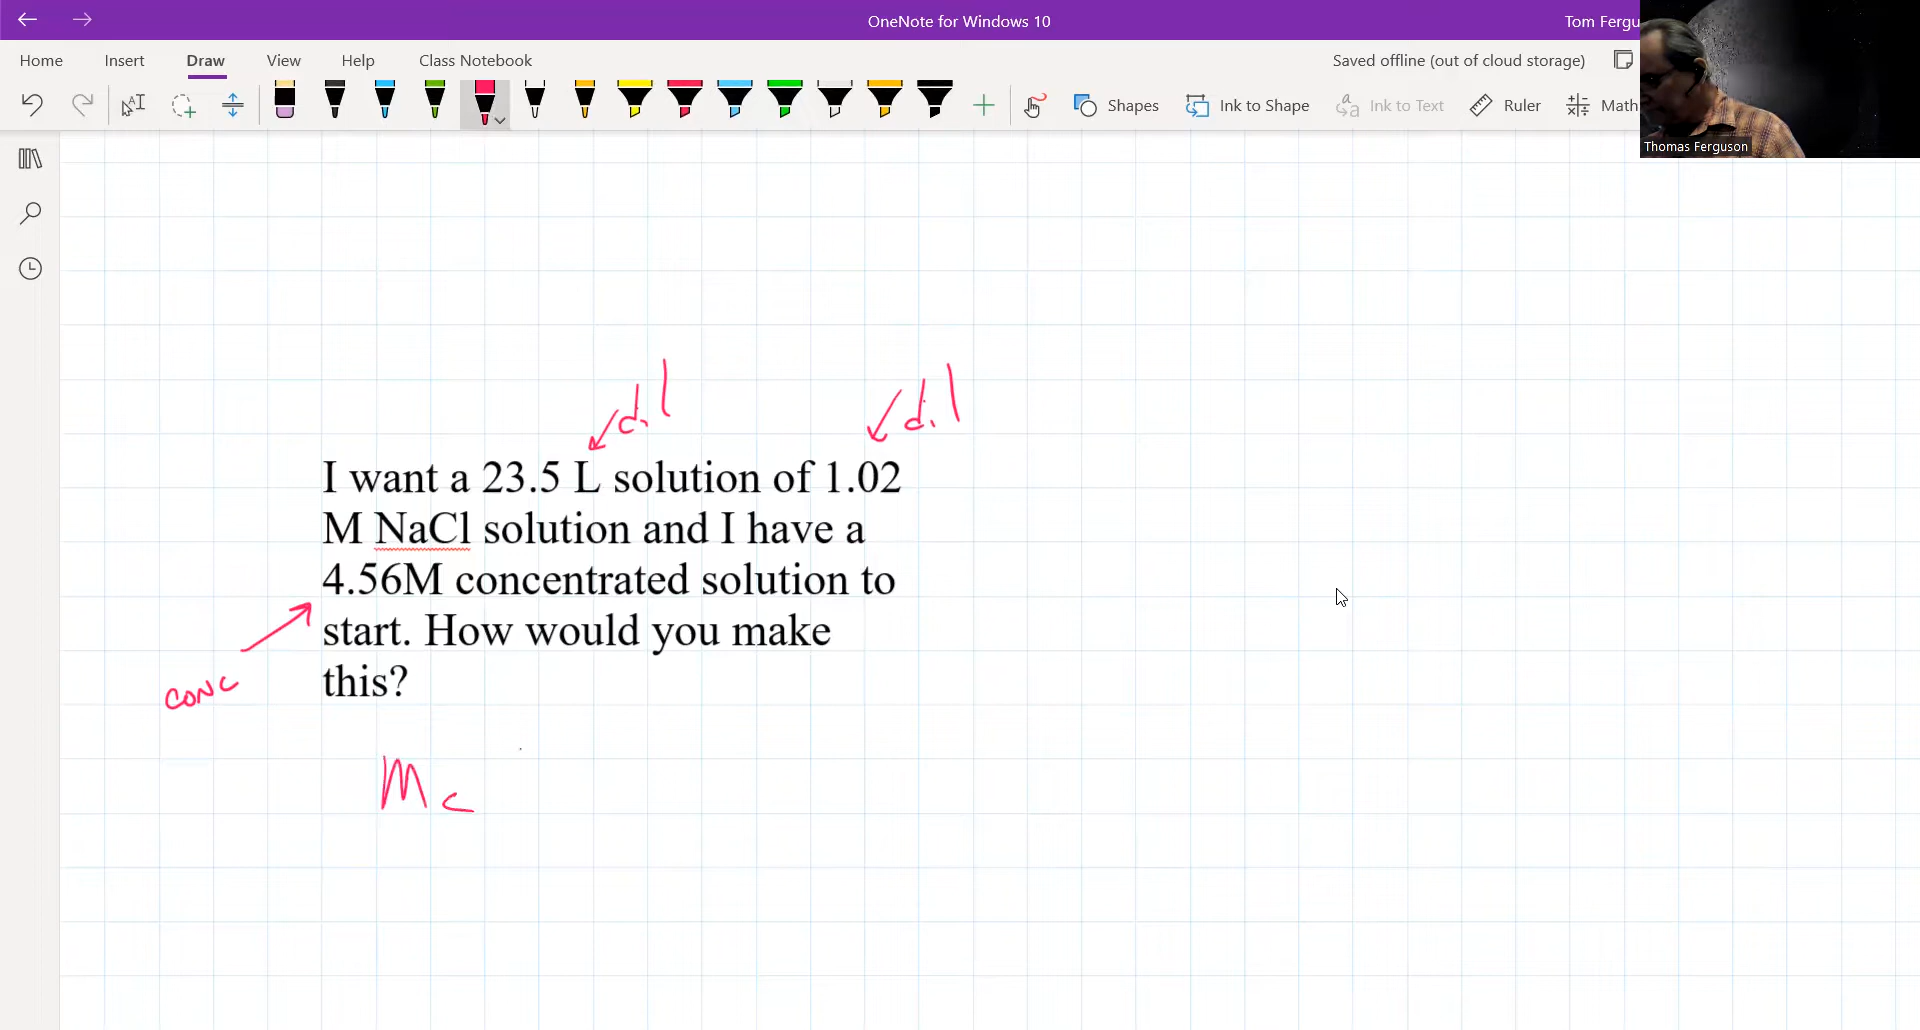 OneNote for Windows 10
Tom Fergu
Home Insert Draw View Help Class Notebook
Saved offline (out of cloud storage)
Shapes Ink to Shape Ink to Text Ruler Math
Thomas Ferguson
dil dil
I want a 23.5 L solution of 1.02
M NaCl solution and I have a
4.56M concentrated solution to
start. How would you make
this?
conc
Mc